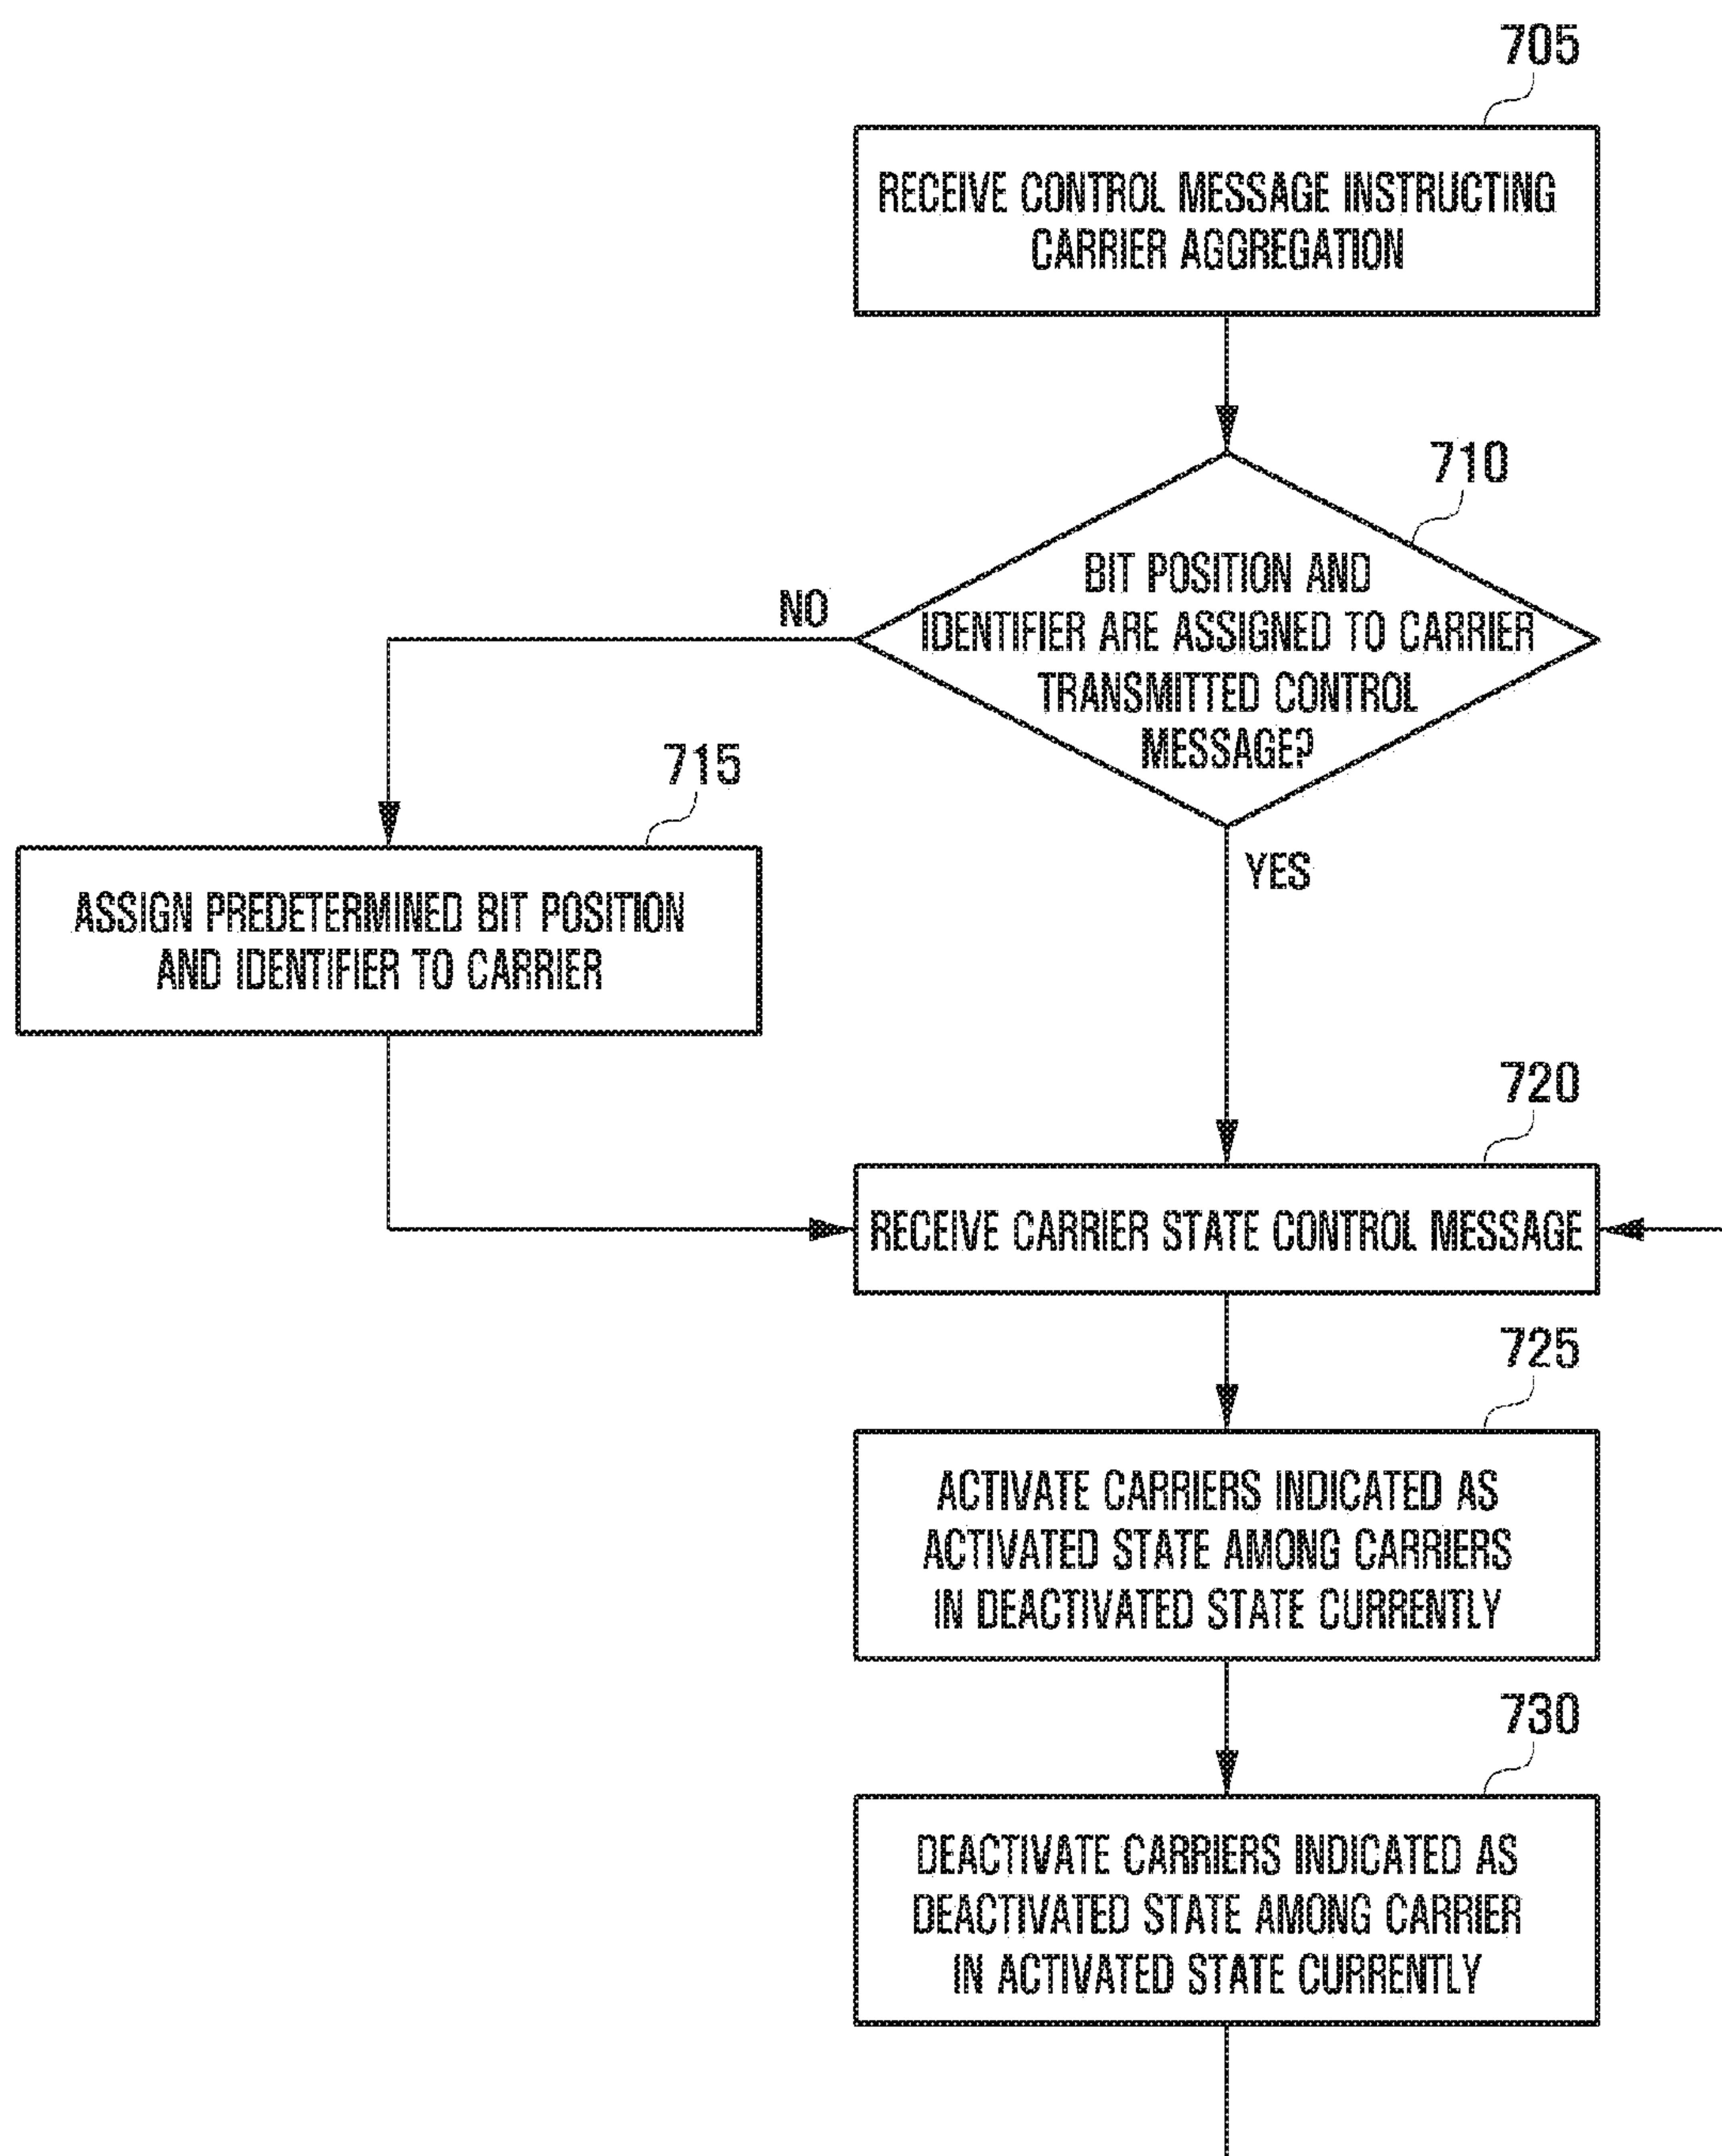 705
RECEIVE CONTROL MESSAGE INSTRUCTING
CARRIER AGGREGATION
710
BIT POSITION AND
IDENTIFIER ARE ASSIGNED TO CARRIER
TRANSMITTED CONTROL
MESSAGE?
NO
YES
715
ASSIGN PREDETERMINED BIT POSITION
AND IDENTIFIER TO CARRIER
720
RECEIVE CARRIER STATE CONTROL MESSAGE
725
ACTIVATE CARRIERS INDICATED AS
ACTIVATED STATE AMONG CARRIERS
IN DEACTIVATED STATE CURRENTLY
730
DEACTIVATE CARRIERS INDICATED AS
DEACTIVATED STATE AMONG CARRIER
IN ACTIVATED STATE CURRENTLY